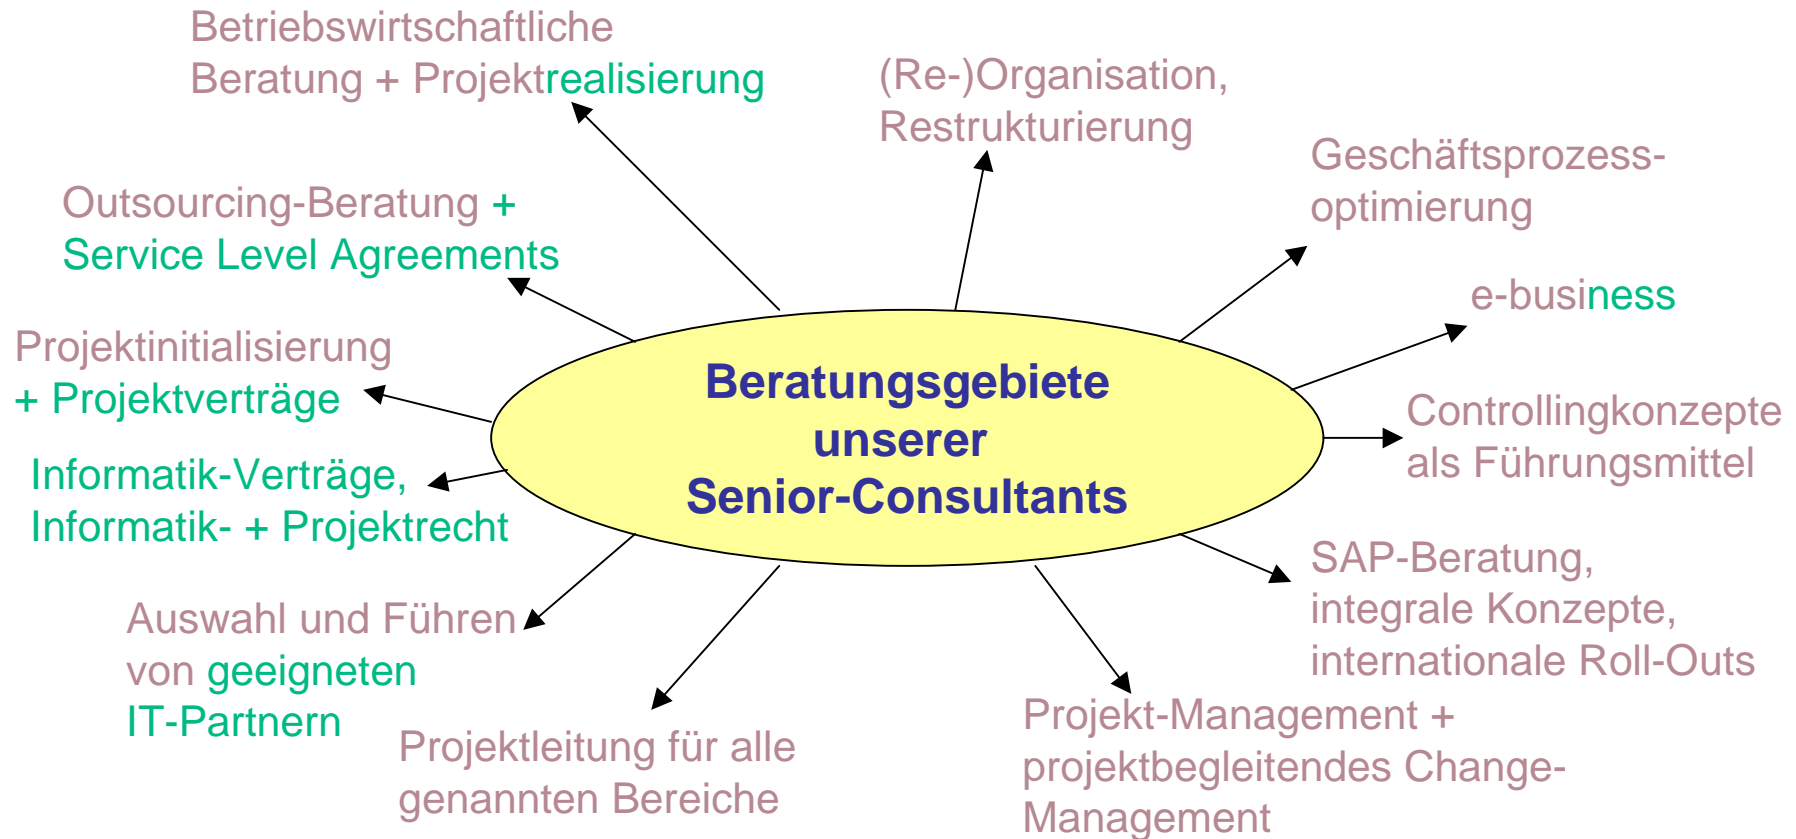 Betriebswirtschaftliche
Beratung + Projektrealisierung
(Re-)Organisation,
Restrukturierung
Geschäftsprozess-
optimierung
Outsourcing-Beratung +
Service Level Agreements
e-business
Projektinitialisierung
+ Projektverträge
Beratungsgebiete
unserer
Senior-Consultants
Controllingkonzepte
als Führungsmittel
Informatik-Verträge,
Informatik- + Projektrecht
SAP-Beratung,
integrale Konzepte,
internationale Roll-Outs
Auswahl und Führen
von geeigneten
IT-Partnern
Projektleitung für alle
genannten Bereiche
Projekt-Management +
projektbegleitendes Change-
Management